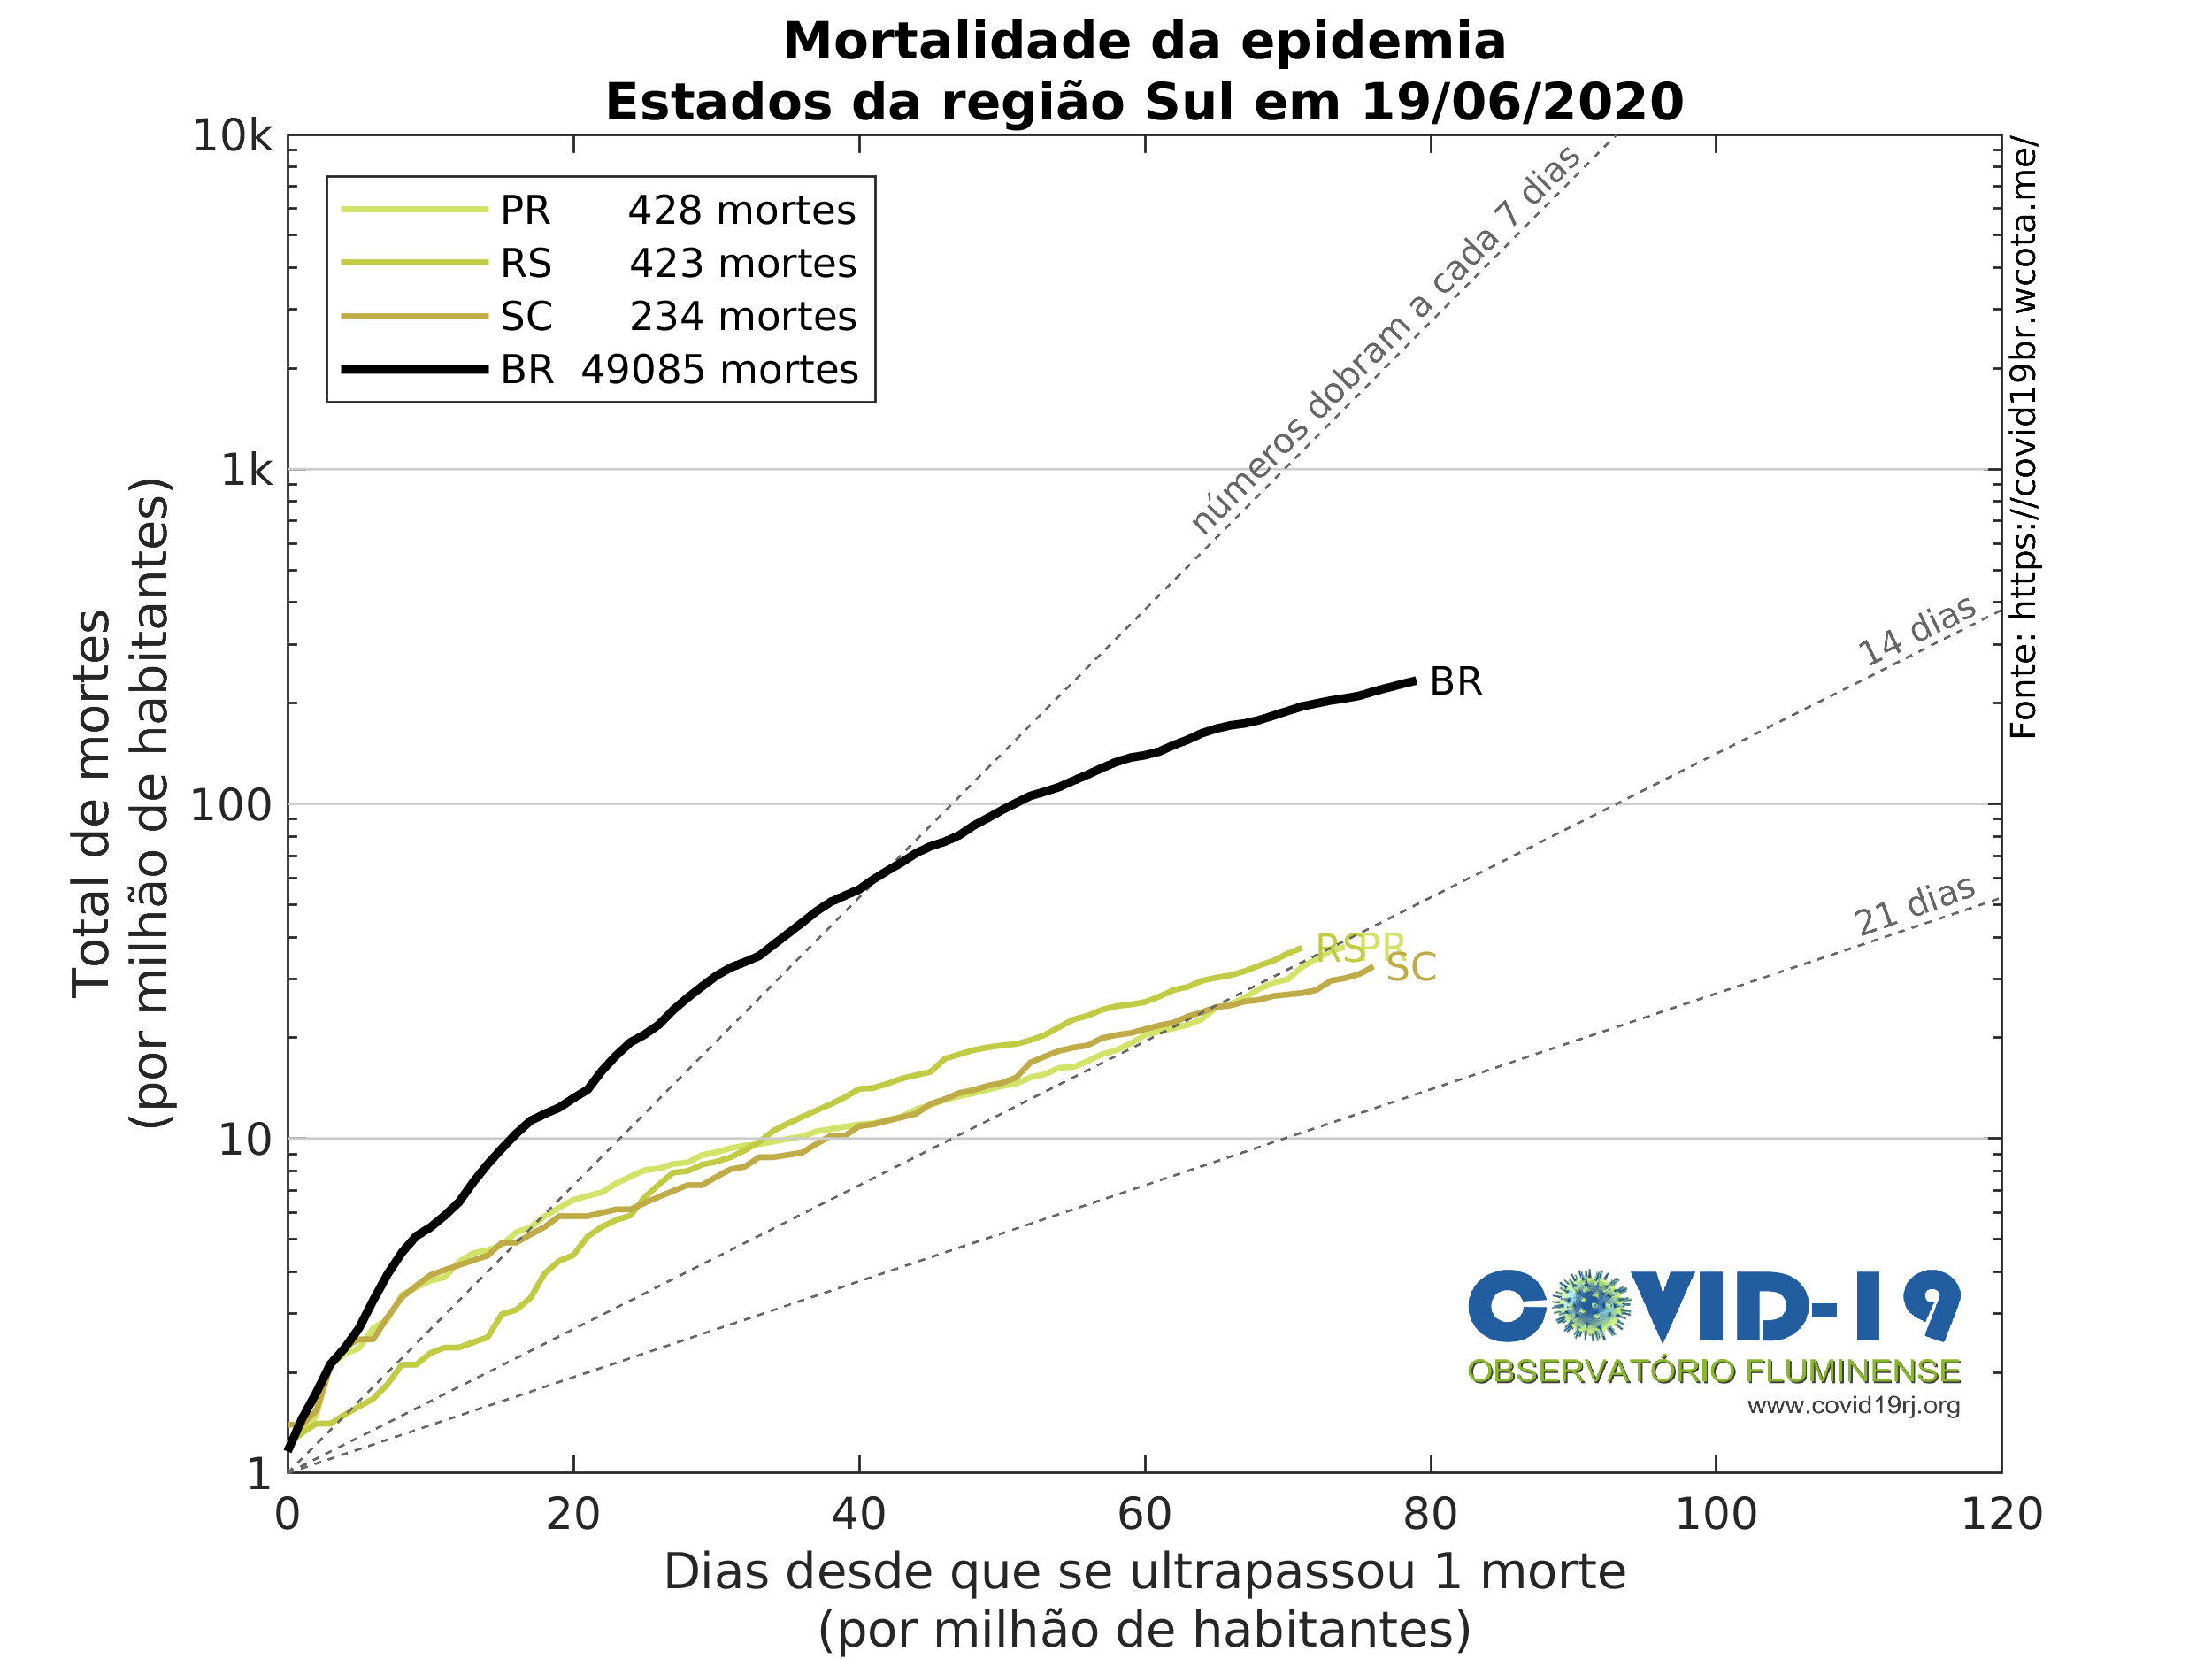 Mortalidade da epidemia
Estados da região Sul em 19/06/2020
10k
1k
100
10
1
Total de mortes
(por milhão de habitantes)
PR 428 mortes
RS 423 mortes
SC 234 mortes
BR 49085 mortes
números dobram a cada 7 dias
14 dias
21 dias
BR
RS
PR
SC
Fonte: https://covid19br.wcota.me/
COVID-19
OBSERVATÓRIO FLUMINENSE
www.covid19rj.org
0 20 40 60 80 100 120
Dias desde que se ultrapassou 1 morte
(por milhão de habitantes)